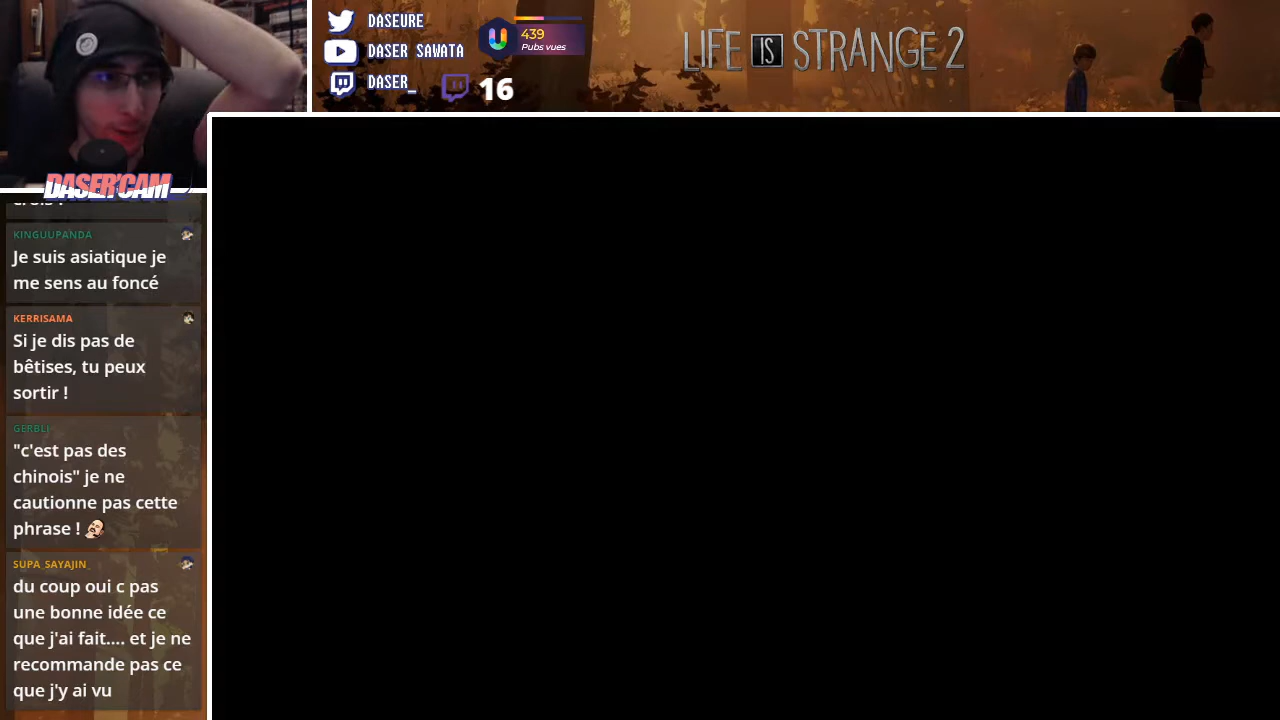 DASEURE
DASER SAWATA
DASER_
439
Pubs vues
16
LIFE IS STRANGE 2
DASER'CAM
KINGUUPANDA
Je suis asiatique je
me sens au foncé
KERRISAMA
Si je dis pas de
bêtises, tu peux
sortir !
GERBLI
"c'est pas des
chinois" je ne
cautionne pas cette
phrase !
SUPA_SAYAJIN_
du coup oui c pas
une bonne idée ce
que j'ai fait.... et je ne
recommande pas ce
que j'y ai vu